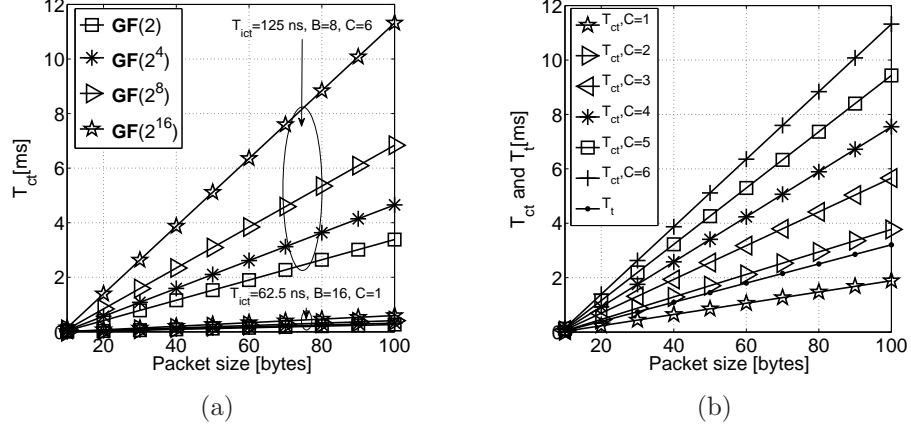 12
10
8
6
4
2
0
T_ct[ms]
GF(2)
GF(2^4)
GF(2^8)
GF(2^16)
T_ict=125 ns, B=8, C=6
T_ict=62.5 ns, B=16, C=1
20 40 60 80 100
Packet size [bytes]
(a)
12
10
8
6
4
2
0
T_ct and T_t[ms]
T_ct,C=1
T_ct,C=2
T_ct,C=3
T_ct,C=4
T_ct,C=5
T_ct,C=6
T_t
20 40 60 80 100
Packet size [bytes]
(b)